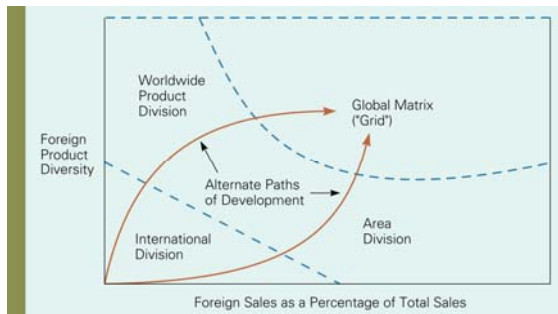 Worldwide
Product
Division
Global Matrix
("Grid")
Foreign
Product
Diversity
Alternate Paths
of Development
International
Division
Area
Division
Foreign Sales as a Percentage of Total Sales